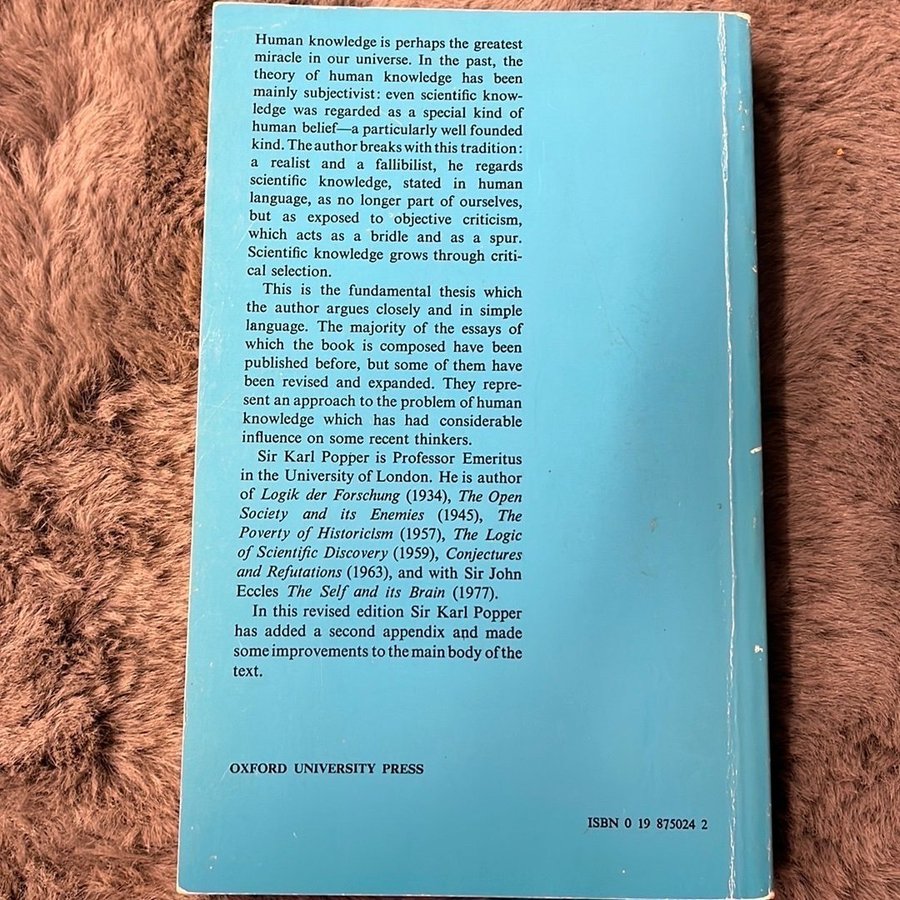 Human knowledge is perhaps the greatest
miracle in our universe. In the past, the
theory of human knowledge has been
mainly subjectivist: even scientific know-
ledge was regarded as a special kind of
human belief—a particularly well founded
kind. The author breaks with this tradition:
a realist and a fallibilist, he regards
scientific knowledge, stated in human
language, as no longer part of ourselves,
but as exposed to objective criticism,
which acts as a bridle and as a spur.
Scientific knowledge grows through criti-
cal selection.
This is the fundamental thesis which
the author argues closely and in simple
language. The majority of the essays of
which the book is composed have been
published before, but some of them have
been revised and expanded. They repre-
sent an approach to the problem of human
knowledge which has had considerable
influence on some recent thinkers.
Sir Karl Popper is Professor Emeritus
in the University of London. He is author
of Logik der Forschung (1934), The Open
Society and its Enemies (1945), The
Poverty of Historicism (1957), The Logic
of Scientific Discovery (1959), Conjectures
and Refutations (1963), and with Sir John
Eccles The Self and its Brain (1977).
In this revised edition Sir Karl Popper
has added a second appendix and made
some improvements to the main body of the
text.
OXFORD UNIVERSITY PRESS
ISBN 0 19 875024 2